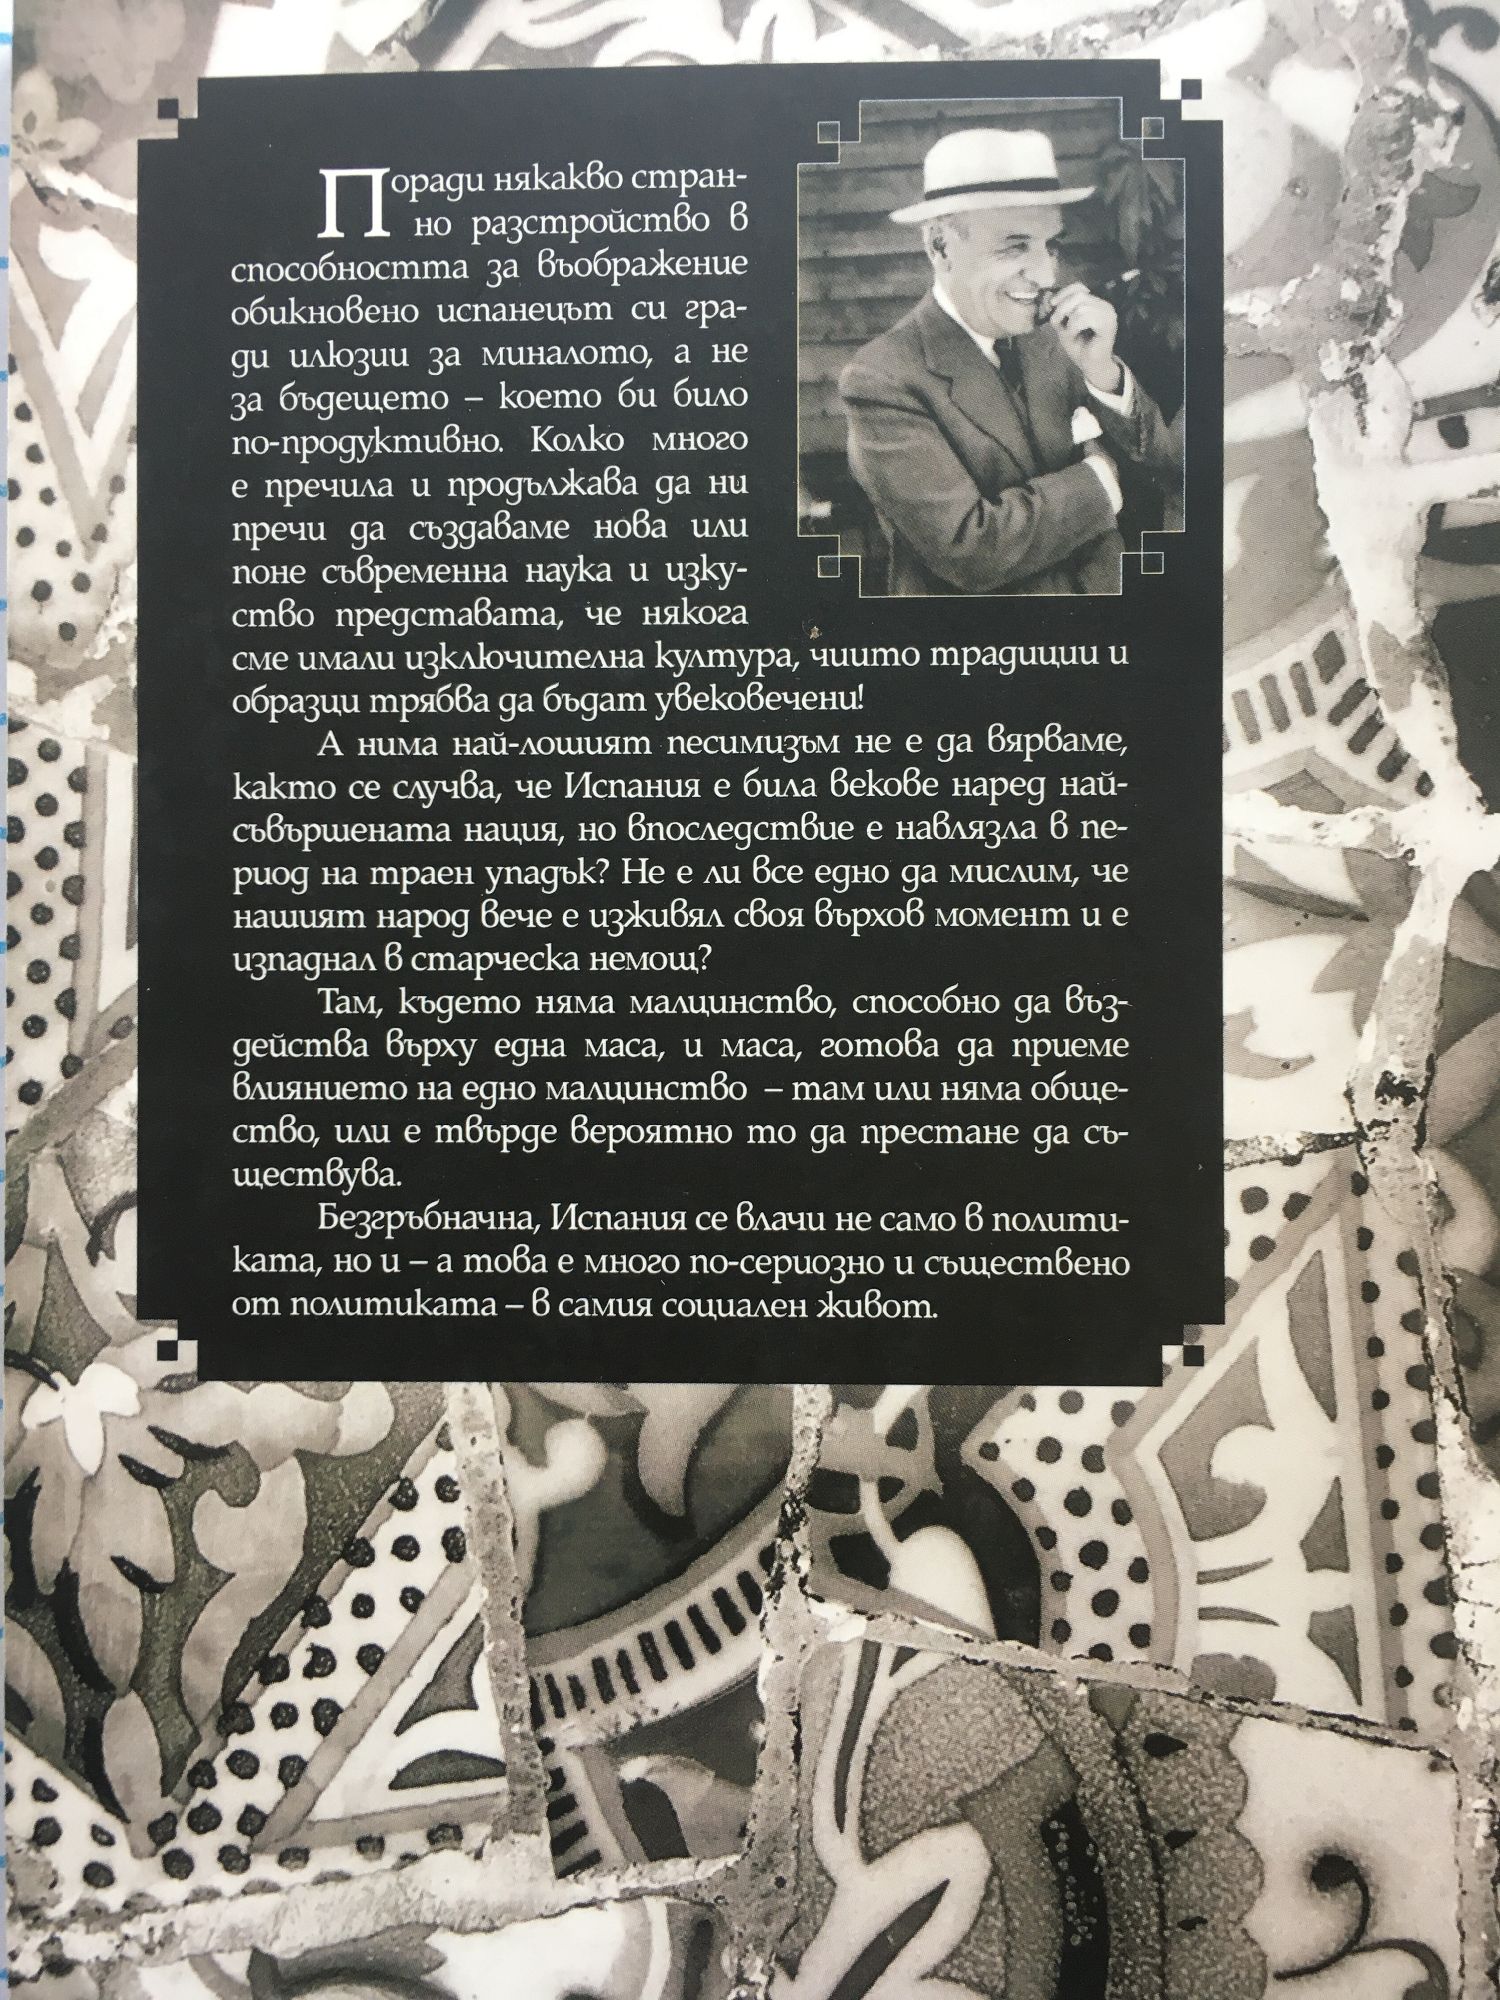 Поради някакво стран-
но разстройство в
способността за въображение
обикновено испанецът си гра-
ди илюзии за миналото, а не
за бъдещето – което би било
по-продуктивно. Колко много
е пречила и продължава да ни
пречи да създаваме нова или
поне съвременна наука и изку-
ство представата, че някога
сме имали изключителна култура, чиито традиции и
образци трябва да бъдат увековечени!
А нима най-лошият песимизъм не е да вярваме,
както се случва, че Испания е била векове наред най-
съвършената нация, но впоследствие е навлязла в пе-
риод на траен упадък? Не е ли все едно да мислим, че
нашият народ вече е изживял своя върхов момент и е
изпаднал в старческа немощ?
Там, където няма малцинство, способно да въз-
действа върху една маса, и маса, готова да приеме
влиянието на едно малцинство – там или няма обще-
ство, или е твърде вероятно то да престане да съ-
ществува.
Безгръбначна, Испания се влачи не само в полити-
ката, но и – а това е много по-сериозно и съществено
от политиката – в самия социален живот.